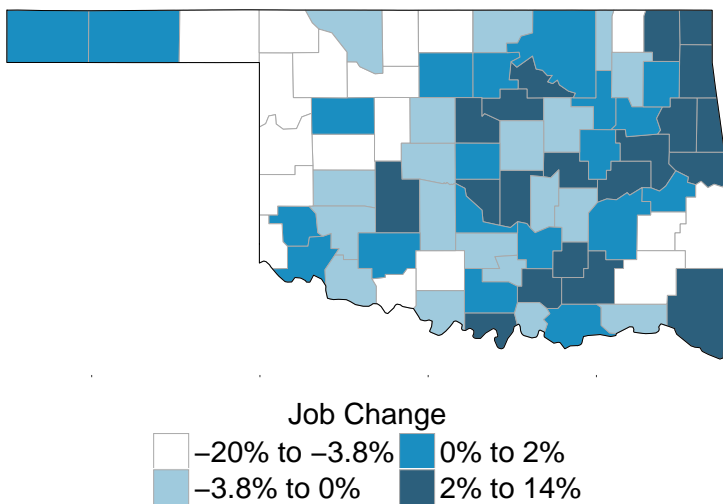 Job Change
−20% to −3.8% 0% to 2%
−3.8% to 0% 2% to 14%